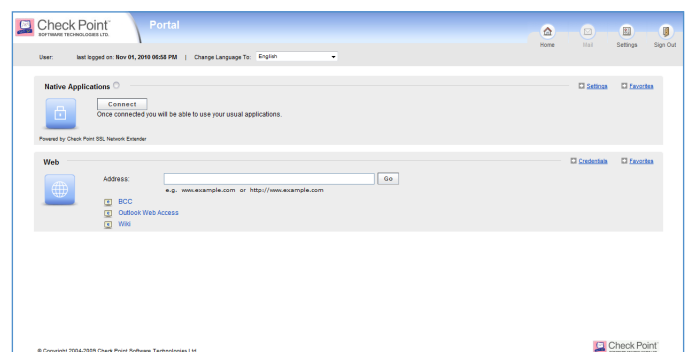 Check Point
SOFTWARE TECHNOLOGIES LTD.
Portal
Home Mail Settings Sign Out
User: last logged on: Nov 01, 2010 06:58 PM | Change Language To: English
Native Applications Settings Favorites
Connect
Once connected you will be able to use your usual applications.
Powered by Check Point SSL Network Extender
Web Credentials Favorites
Address: Go
e.g. www.example.com or http://www.example.com
BCC
Outlook Web Access
Wiki
© Copyright 2004-2009 Check Point Software Technologies Ltd.
Check Point